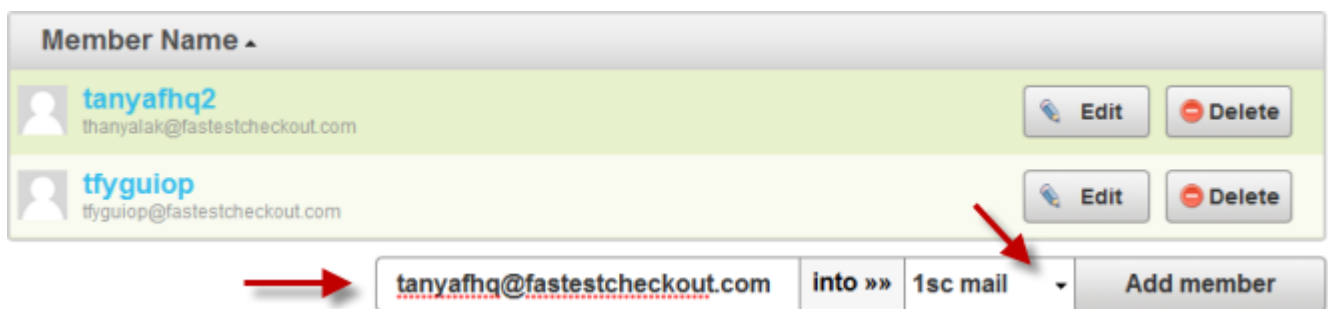 Member Name
tanyafhq2
thanyalak@fastestcheckout.com
Edit Delete
tfyguiop
tfyguiop@fastestcheckout.com
Edit Delete
tanyafhq@fastestcheckout.com into »» 1sc mail Add member